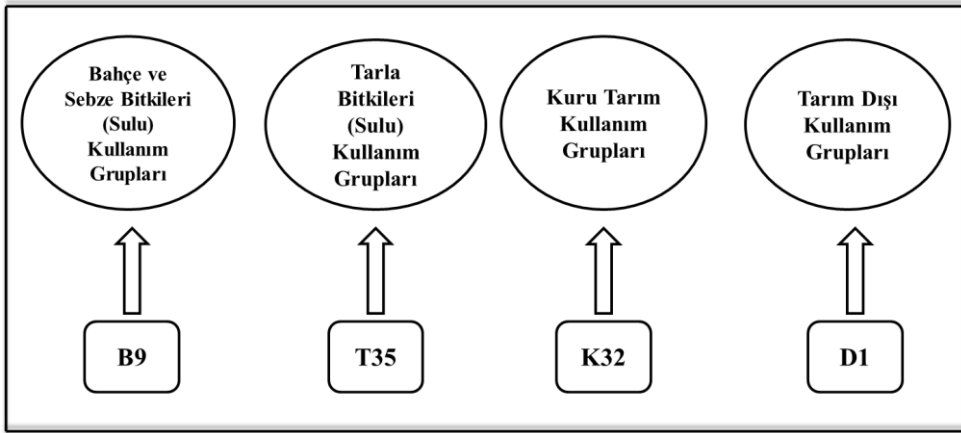 Bahçe ve
Sebze Bitkileri
(Sulu)
Kullanım
Grupları
Tarla
Bitkileri
(Sulu)
Kullanım
Grupları
Kuru Tarım
Kullanım
Grupları
Tarım Dışı
Kullanım
Grupları
B9
T35
K32
D1